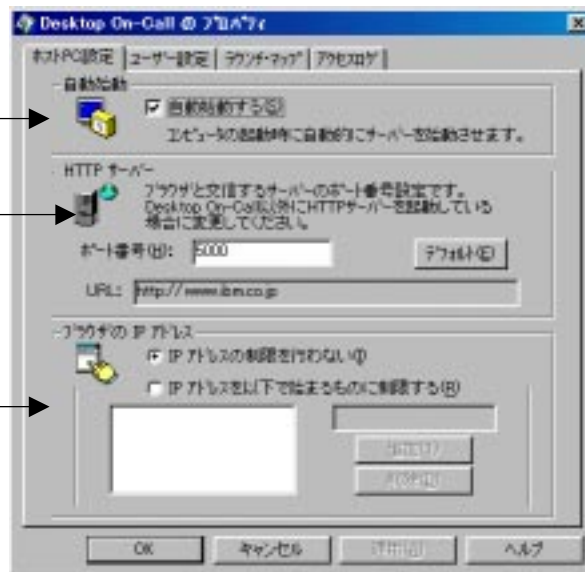 Desktop On-Call の プロパティ
ホストPC設定 ユーザー設定 ラウンチ・マップ アクセスログ
自動始動
自動始動する(S)
コンピュータの起動時に自動的にサーバーを始動させます。
HTTP サーバー
ブラウザと交信するサーバーのポート番号設定です。
Desktop On-Call以外にHTTPサーバーを起動している
場合に変更してください。
ポート番号(H): 5000 デフォルト(E)
URL: http://www.ibm.co.jp
ブラウザの IP アドレス
IP アドレスの制限を行わない(I)
IP アドレスを以下で始まるものに制限する(R)
OK キャンセル ヘルプ